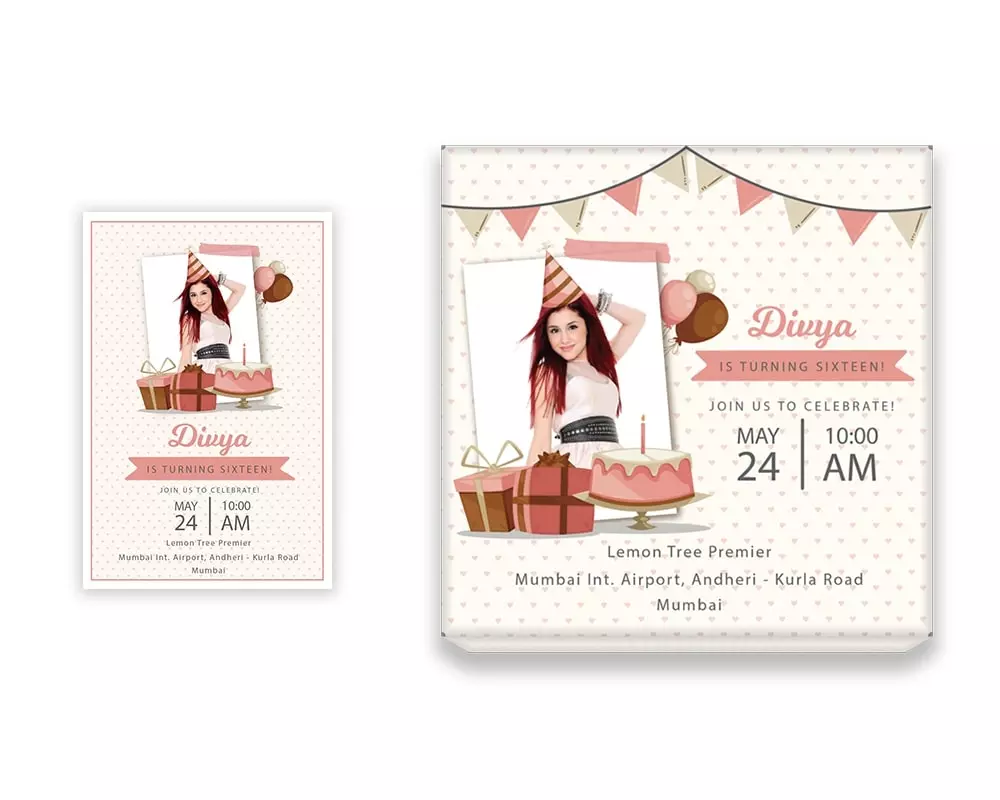 Divya
IS TURNING SIXTEEN!
JOIN US TO CELEBRATE!
MAY 10:00
24 AM
Lemon Tree Premier
Mumbai Int. Airport, Andheri - Kurla Road
Mumbai
Divya
IS TURNING SIXTEEN!
JOIN US TO CELEBRATE!
MAY 10:00
24 AM
Lemon Tree Premier
Mumbai Int. Airport, Andheri - Kurla Road
Mumbai